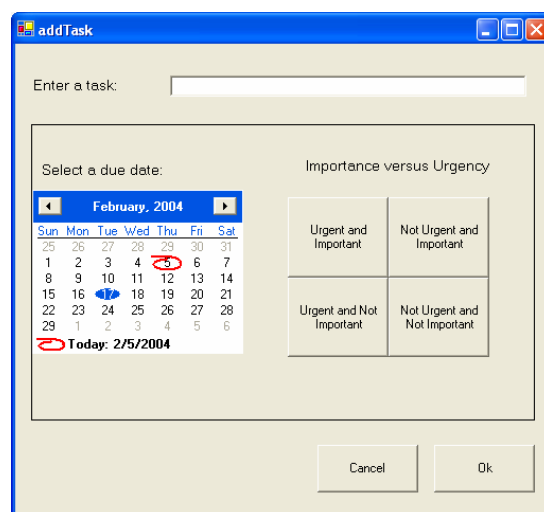 addTask
Enter a task:
Select a due date:
February, 2004
Sun Mon Tue Wed Thu Fri Sat
25 26 27 28 29 30 31
1 2 3 4 5 6 7
8 9 10 11 12 13 14
15 16 17 18 19 20 21
22 23 24 25 26 27 28
29 1 2 3 4 5 6
Today: 2/5/2004
Importance versus Urgency
Urgent and
Important
Not Urgent and
Important
Urgent and Not
Important
Not Urgent and
Not Important
Cancel
Ok